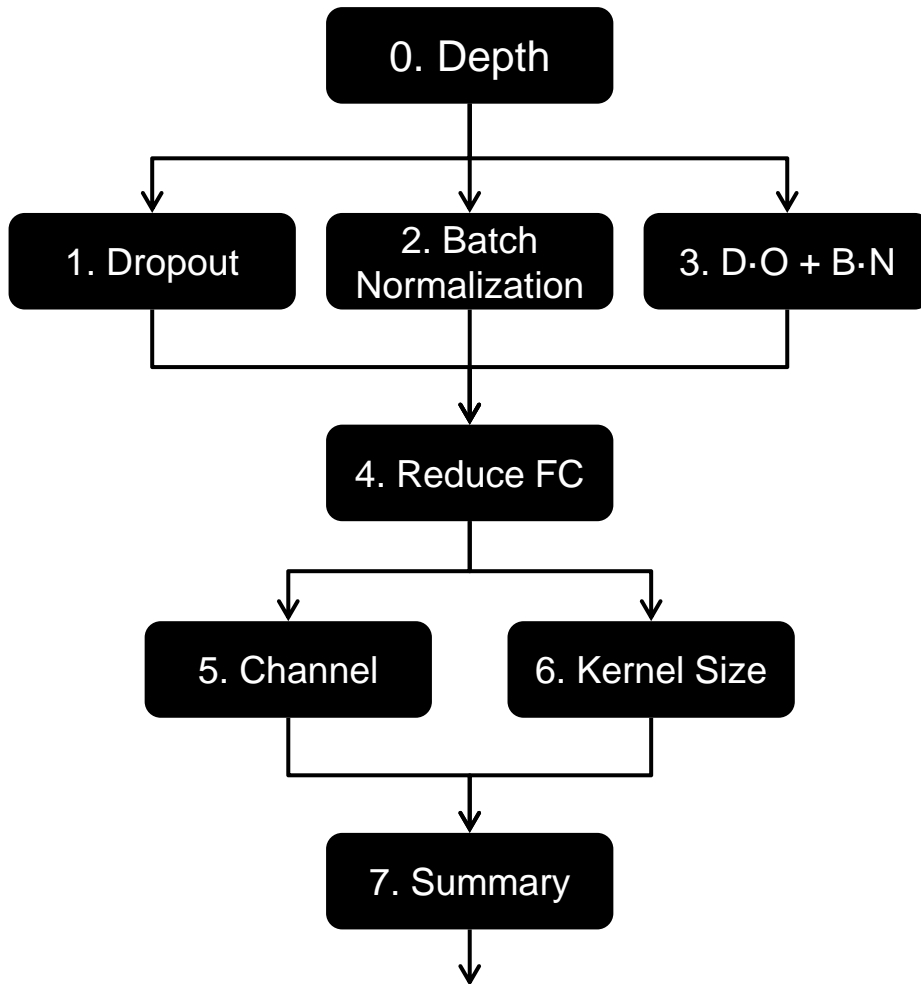 0. Depth
1. Dropout
2. Batch
Normalization
3. D·O + B·N
4. Reduce FC
5. Channel
6. Kernel Size
7. Summary